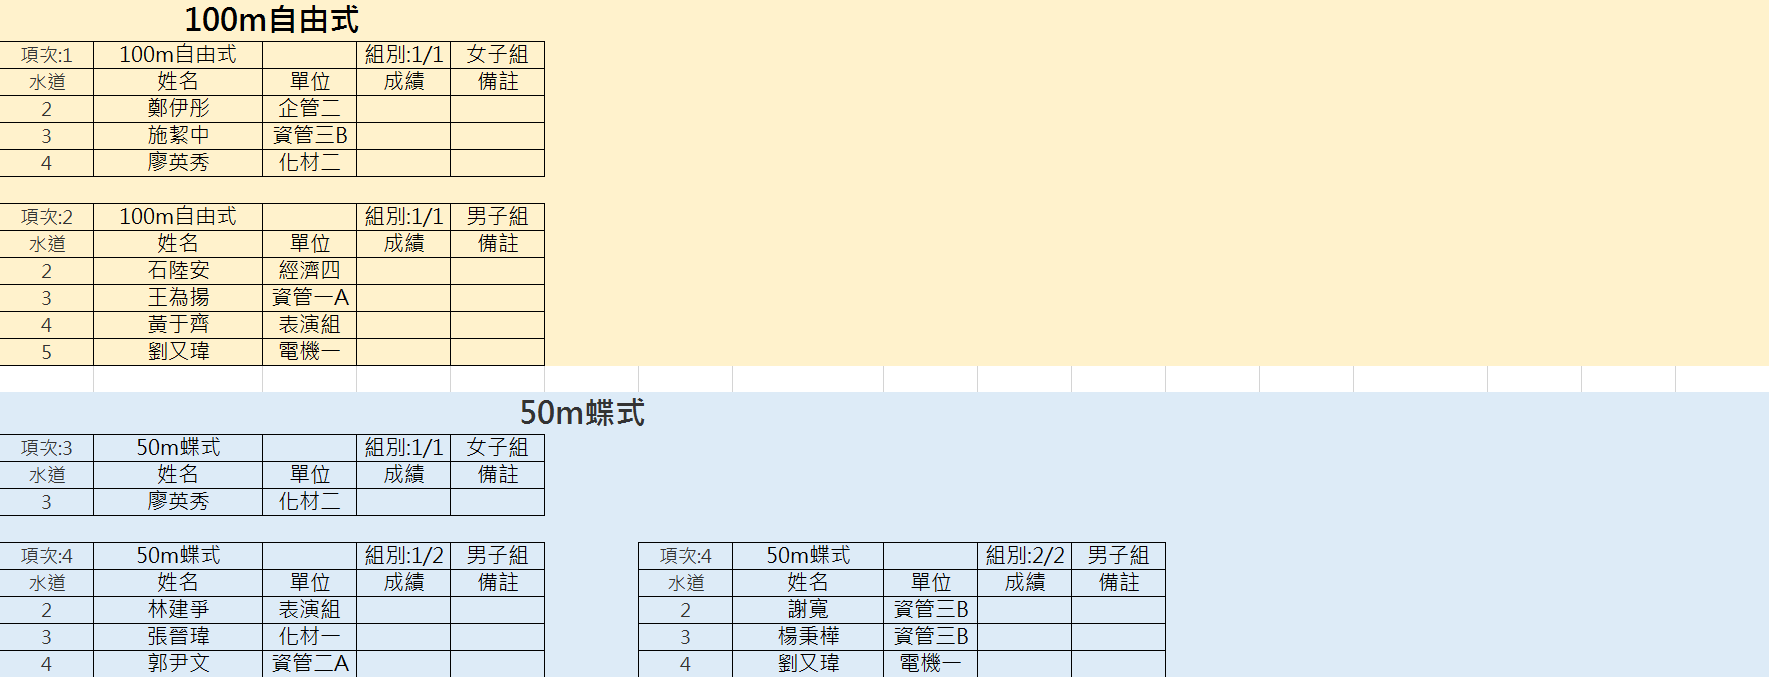 100m自由式
項次:1 100m自由式 組別:1/1 女子組
水道 姓名 單位 成績 備註
2 鄭伊彤 企管二
3 施絜中 資管三B
4 廖英秀 化材二
項次:2 100m自由式 組別:1/1 男子組
水道 姓名 單位 成績 備註
2 石陸安 經濟四
3 王為揚 資管一A
4 黃于齊 表演組
5 劉又瑋 電機一
50m蝶式
項次:3 50m蝶式 組別:1/1 女子組
水道 姓名 單位 成績 備註
3 廖英秀 化材二
項次:4 50m蝶式 組別:1/2 男子組
水道 姓名 單位 成績 備註
2 林建爭 表演組
3 張晉瑋 化材一
4 郭尹文 資管二A
項次:4 50m蝶式 組別:2/2 男子組
水道 姓名 單位 成績 備註
2 謝寬 資管三B
3 楊秉樺 資管三B
4 劉又瑋 電機一